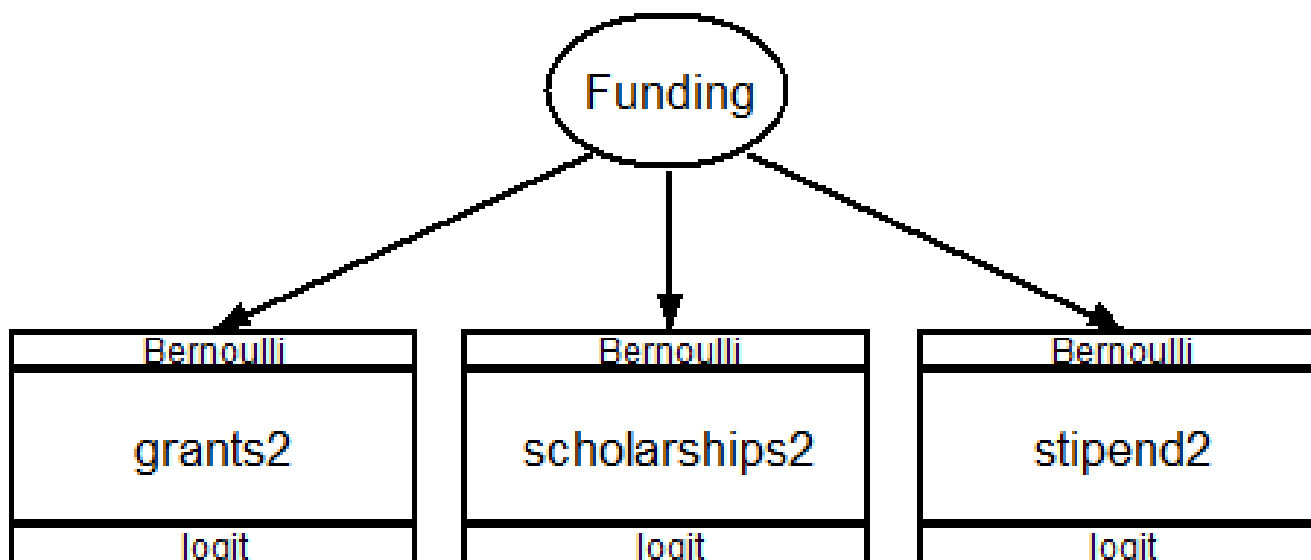 Funding
Bernoulli Bernoulli Bernoulli
grants2 scholarships2 stipend2
logit logit logit